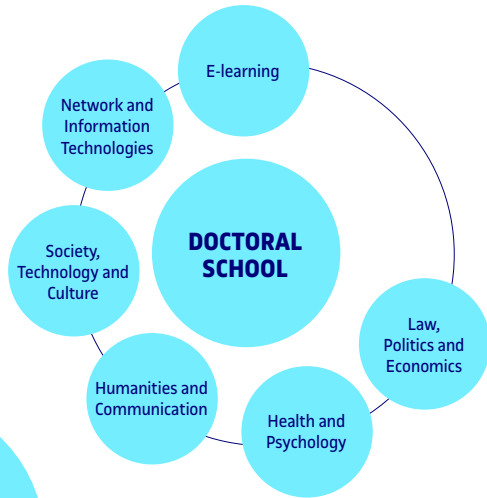 E-learning
Network and
Information
Technologies
DOCTORAL
SCHOOL
Society,
Technology and
Culture
Law,
Politics and
Economics
Humanities and
Communication
Health and
Psychology